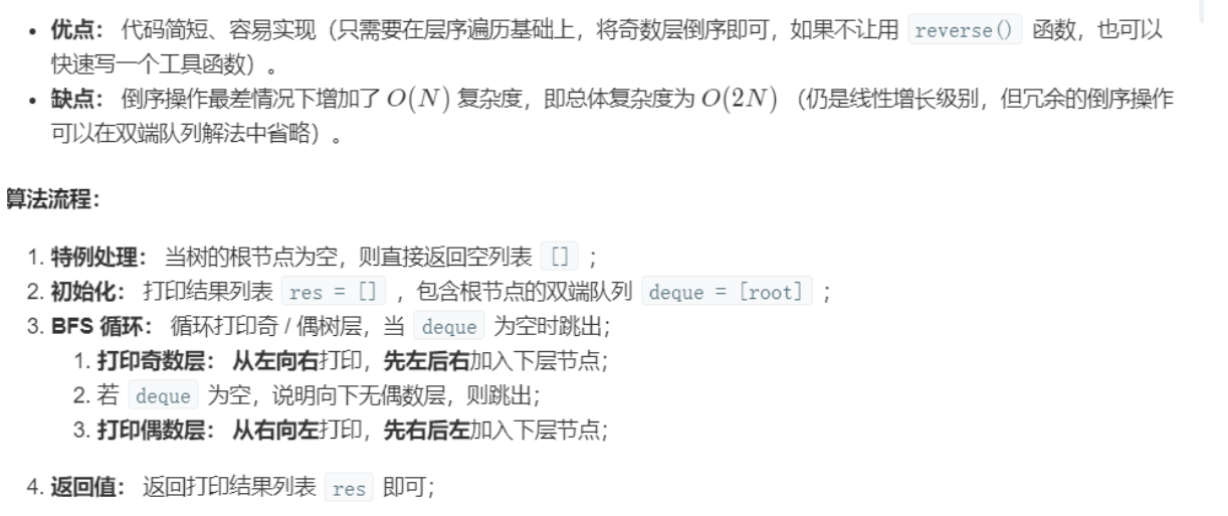 • 优点： 代码简短、容易实现（只需要在层序遍历基础上，将奇数层倒序即可，如果不让用 reverse() 函数，也可以
快速写一个工具函数）。
• 缺点： 倒序操作最差情况下增加了 O(N) 复杂度，即总体复杂度为 O(2N) （仍是线性增长级别，但冗余的倒序操作
可以在双端队列解法中省略）。
算法流程：
1. 特例处理： 当树的根节点为空，则直接返回空列表 [] ；
2. 初始化： 打印结果列表 res = [] ，包含根节点的双端队列 deque = [root] ；
3. BFS 循环： 循环打印奇 / 偶树层，当 deque 为空时跳出；
1. 打印奇数层： 从左向右打印，先左后右加入下层节点；
2. 若 deque 为空，说明向下无偶数层，则跳出；
3. 打印偶数层： 从右向左打印，先右后左加入下层节点；
4. 返回值： 返回打印结果列表 res 即可；